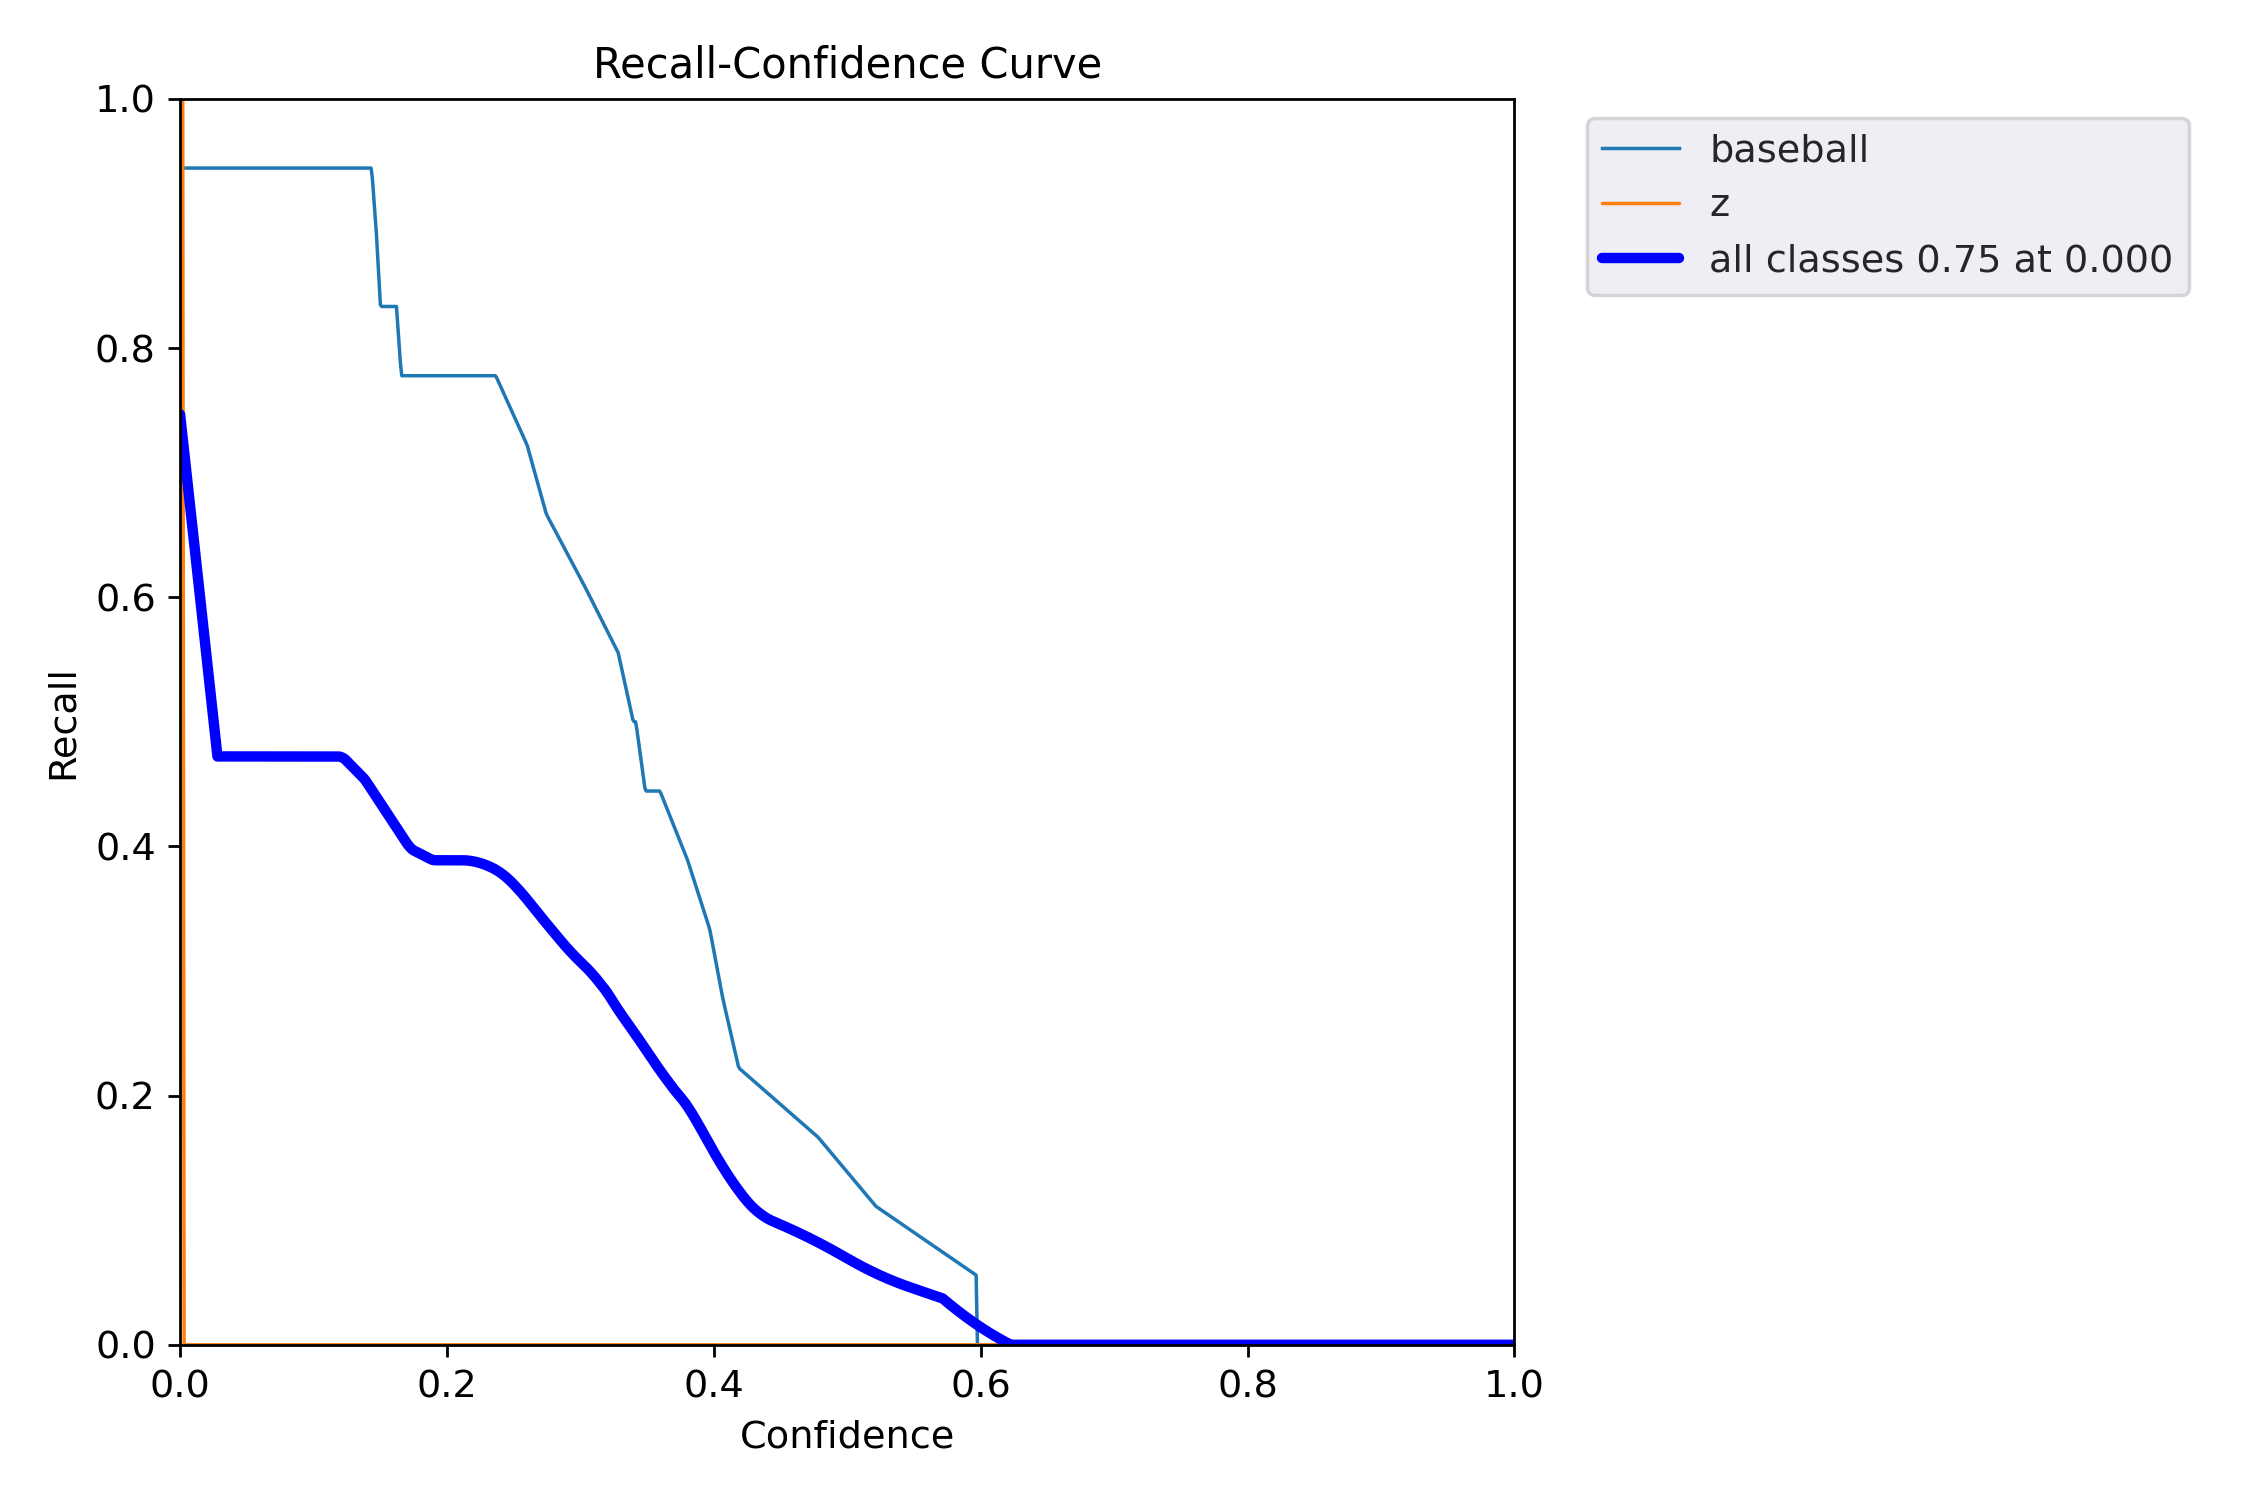 Recall-Confidence Curve
1.0
0.8
0.6
0.4
0.2
0.0
Recall
0.0 0.2 0.4 0.6 0.8 1.0
Confidence
baseball
z
all classes 0.75 at 0.000